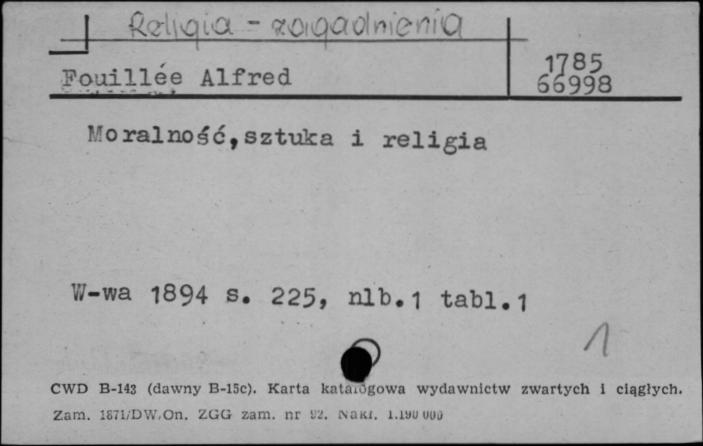 Religia - zagadnienia
Fouillée Alfred
1785
66998
Moralność, sztuka i religia
W-wa 1894 s. 225, nlb.1 tabl.1
1
CWD B-143 (dawny B-15c). Karta katalogowa wydawnictw zwartych i ciągłych.
Zam. 1871/DW.On. ZGG zam. nr 92. Nakł. 1.190 000